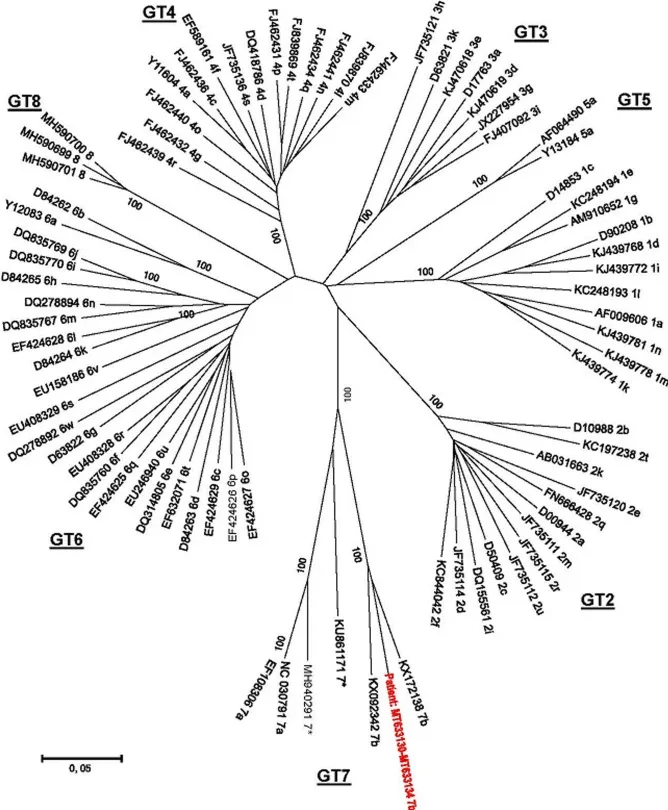 GT4
EF589161 4f
FJ462436 4c
Y11604 4a
FJ462440 4o
FJ462432 4g
FJ462439 4r
JF735136 4s
DQ418786 4d
FJ462431 4p
FJ839869 4t
FJ462434 4q
FJ462441 4n
FJ839870 4l
FJ462433 4m
100
GT3
JF735121 3h
D63821 3k
KJ470618 3e
D17763 3a
KJ470619 3d
JX227954 3g
FJ407092 3i
100
GT5
AF064490 5a
Y13184 5a
100
D14853 1c
KC248194 1e
AM910652 1g
D90208 1b
KJ439768 1d
KJ439772 1i
KC248193 1l
AF009606 1a
KJ439781 1n
KJ439778 1m
KJ439774 1k
100
GT2
D10988 2b
KC197238 2t
AB031663 2k
JF735120 2e
FN666428 2q
D00944 2a
JF735111 2m
JF735115 2r
JF735112 2u
D50409 2c
DQ155561 2i
JF735114 2d
KC844042 2f
100
GT7
KX172138 7b
Patient: MT633130-MT633134 7b
KX092342 7b
KU861171 7*
MH940291 7*
NC 030791 7a
EF108306 7a
100
100
100
100
GT6
EF424627 6o
EF424626 6p
EF424629 6c
D84263 6d
EF632071 6t
DQ314805 6e
EU246940 6u
EF424625 6q
DQ835760 6f
EU408328 6r
D63822 6g
DQ278892 6w
EU408329 6s
EU158186 6v
D84264 6k
EF424628 6l
DQ835767 6m
DQ278894 6n
D84265 6h
DQ835770 6i
DQ835769 6j
Y12083 6a
D84262 6b
100
100
100
GT8
MH590700 8
MH590699 8
MH590701 8
100
0, 05